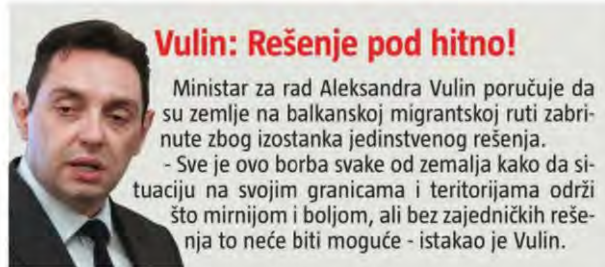 Vulin: Rešenje pod hitno!
Ministar za rad Aleksandra Vulin poručuje da
su zemlje na balkanskoj migrantskoj ruti zabri-
nute zbog izostanka jedinstvenog rešenja.
- Sve je ovo borba svake od zemalja kako da si-
tuaciju na svojim granicama i teritorijama održi
što mirnijom i boljom, ali bez zajedničkih reše-
nja to neće biti moguće - istakao je Vulin.